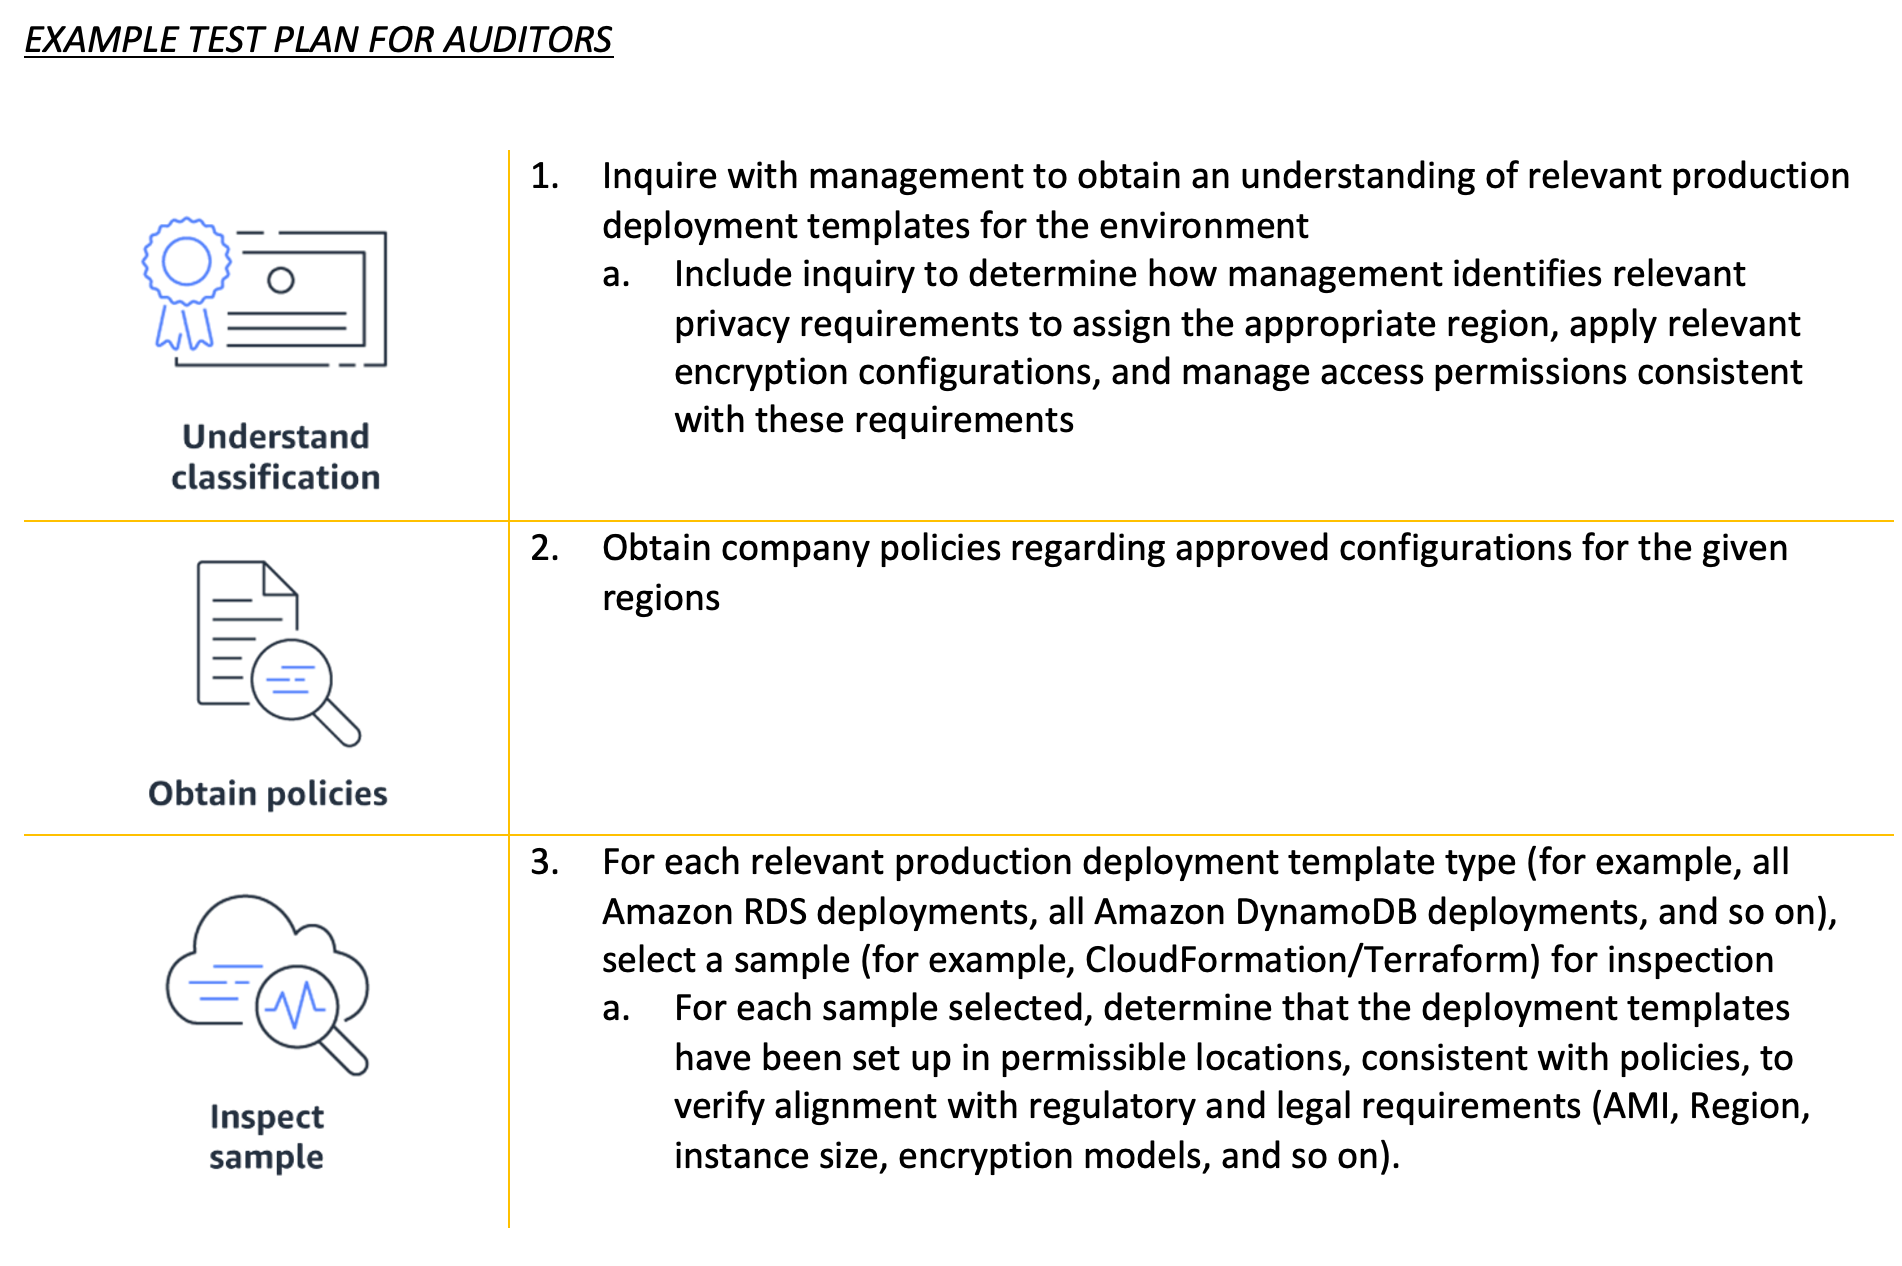 EXAMPLE TEST PLAN FOR AUDITORS
Understand
classification
1. Inquire with management to obtain an understanding of relevant production
deployment templates for the environment
a. Include inquiry to determine how management identifies relevant
privacy requirements to assign the appropriate region, apply relevant
encryption configurations, and manage access permissions consistent
with these requirements
Obtain policies
2. Obtain company policies regarding approved configurations for the given
regions
Inspect
sample
3. For each relevant production deployment template type (for example, all
Amazon RDS deployments, all Amazon DynamoDB deployments, and so on),
select a sample (for example, CloudFormation/Terraform) for inspection
a. For each sample selected, determine that the deployment templates
have been set up in permissible locations, consistent with policies, to
verify alignment with regulatory and legal requirements (AMI, Region,
instance size, encryption models, and so on).